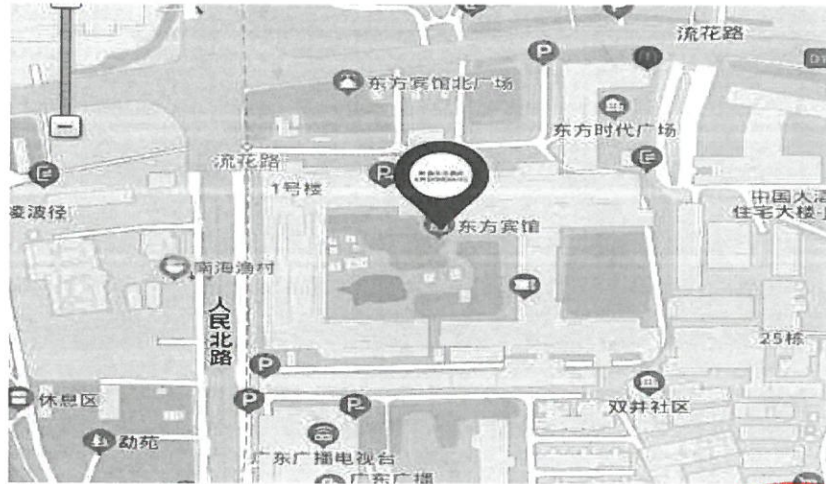 流花路
东方宾馆北广场
东方时代广场
流花路
1号楼
凌波径
中国大
住宅大楼
东方宾馆
南海渔村
人民北路
25栋
休息区
双井社区
勐苑
广东广播电视台
广东广播
P
P
P
P
P